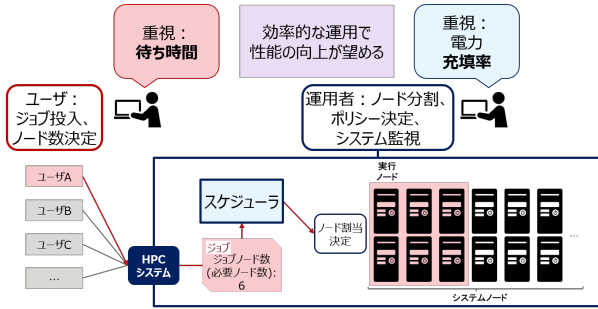 重視：
待ち時間
効率的な運用で
性能の向上が望める
重視：
電力
充填率
ユーザ：
ジョブ投入、
ノード数決定
運用者：ノード分割、
ポリシー決定、
システム監視
ユーザA
ユーザB
ユーザC
…
HPC
システム
スケジューラ
ジョブ
ジョブノード数
(必要ノード数):
6
ノード割当
決定
実行
ノード
…
システムノード